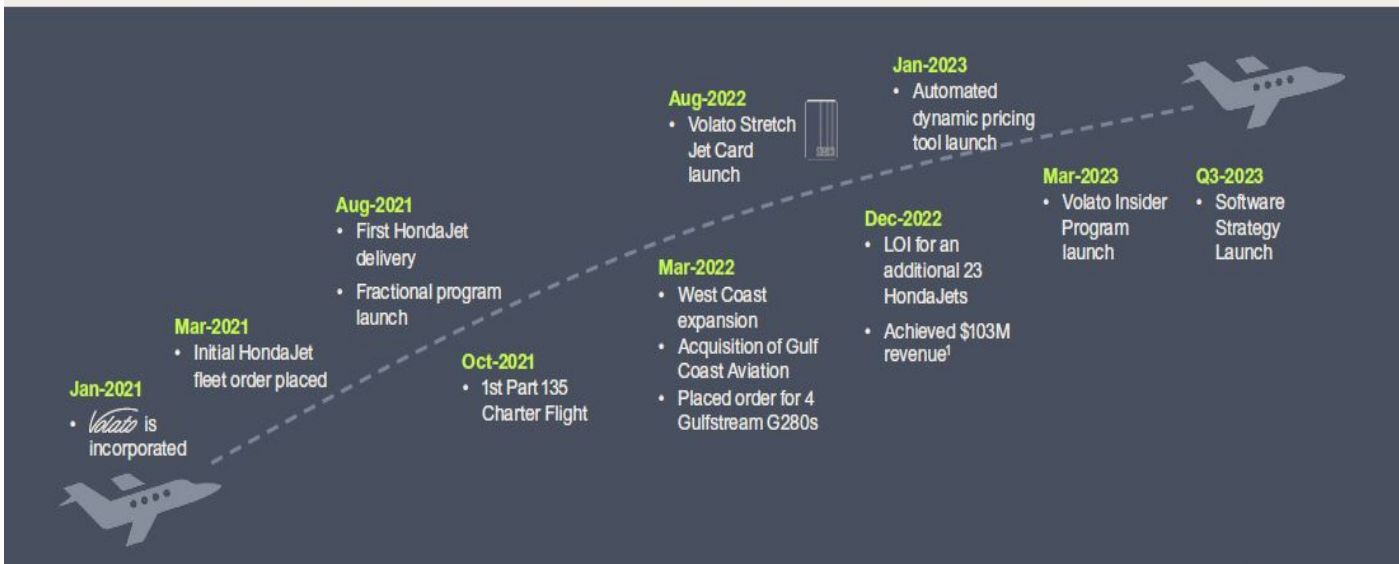 Jan-2021
• Volato is
incorporated
Mar-2021
• Initial HondaJet
fleet order placed
Aug-2021
• First HondaJet
delivery
• Fractional program
launch
Oct-2021
• 1st Part 135
Charter Flight
Mar-2022
• West Coast
expansion
• Acquisition of Gulf
Coast Aviation
• Placed order for 4
Gulfstream G280s
Aug-2022
• Volato Stretch
Jet Card
launch
Dec-2022
• LOI for an
additional 23
HondaJets
• Achieved $103M
revenue¹
Jan-2023
• Automated
dynamic pricing
tool launch
Mar-2023
• Volato Insider
Program
launch
Q3-2023
• Software
Strategy
Launch